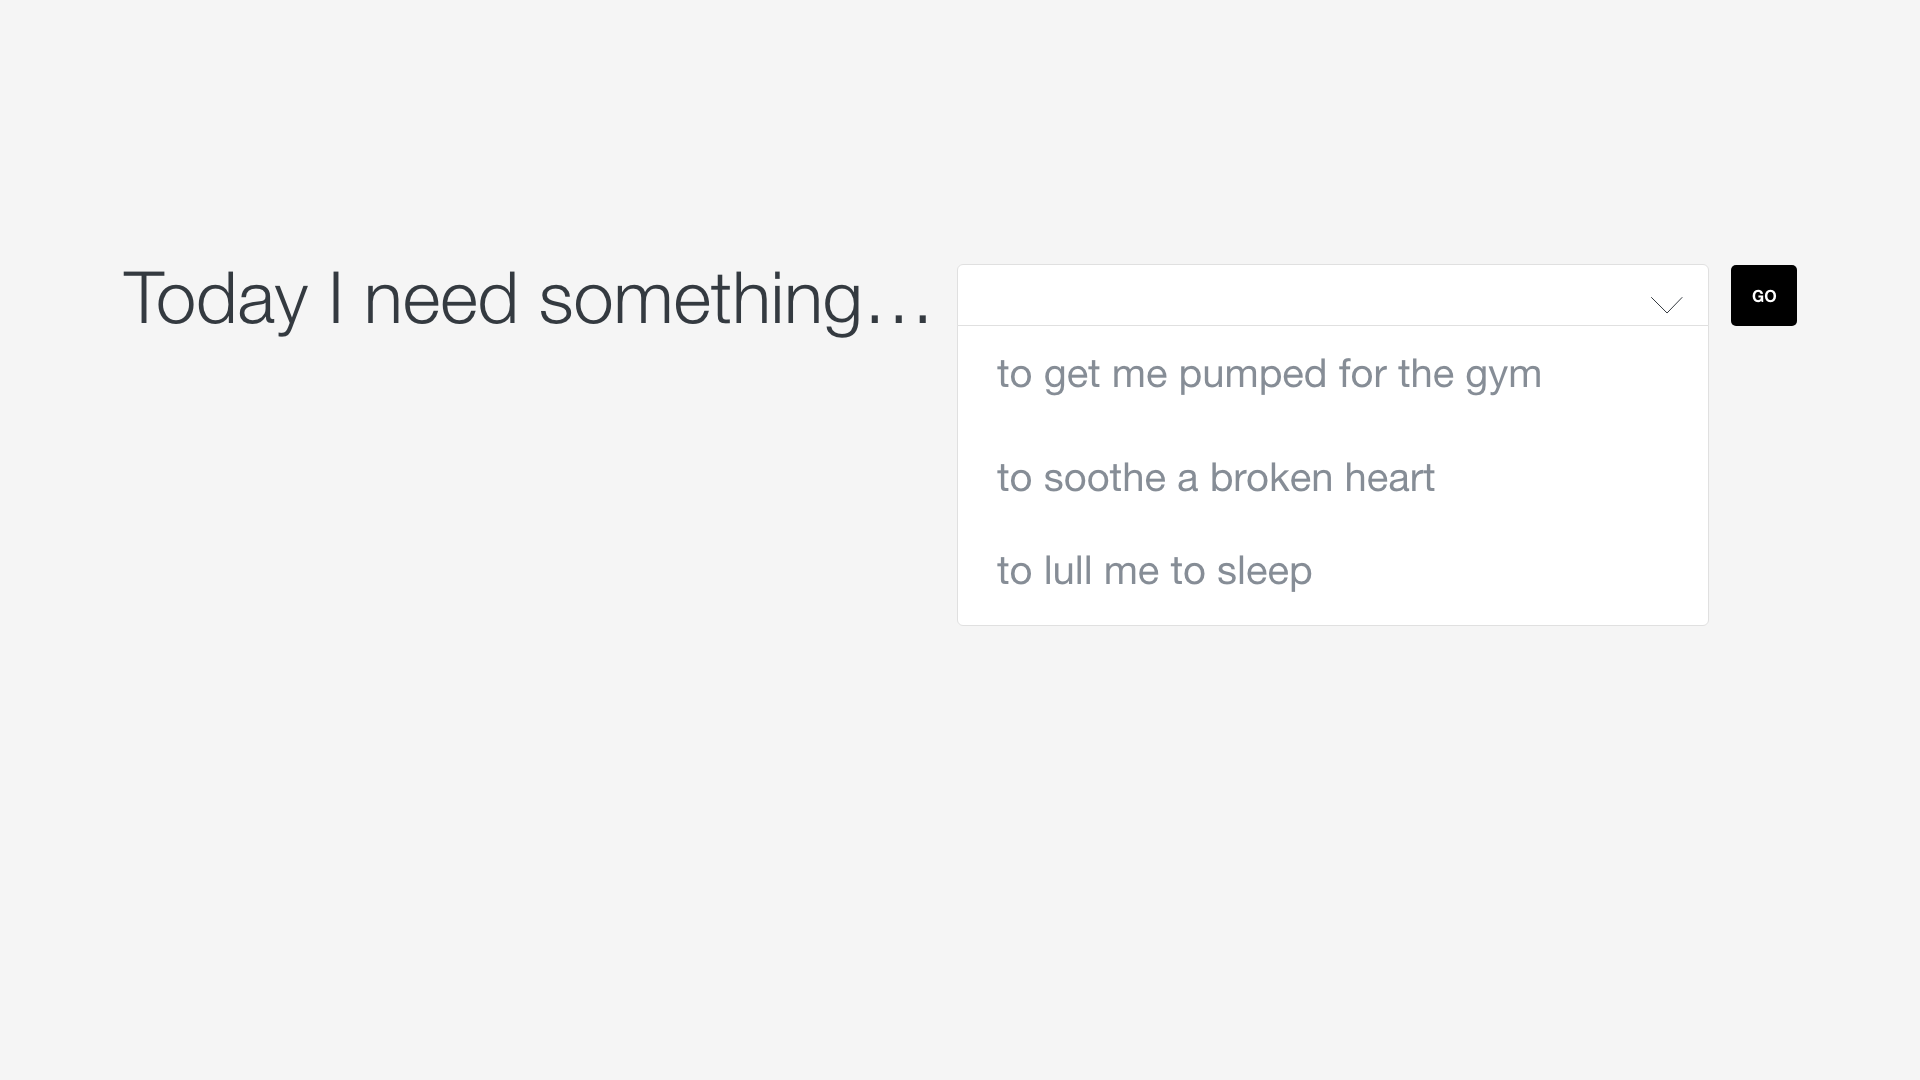 Today I need something…
GO
to get me pumped for the gym
to soothe a broken heart
to lull me to sleep